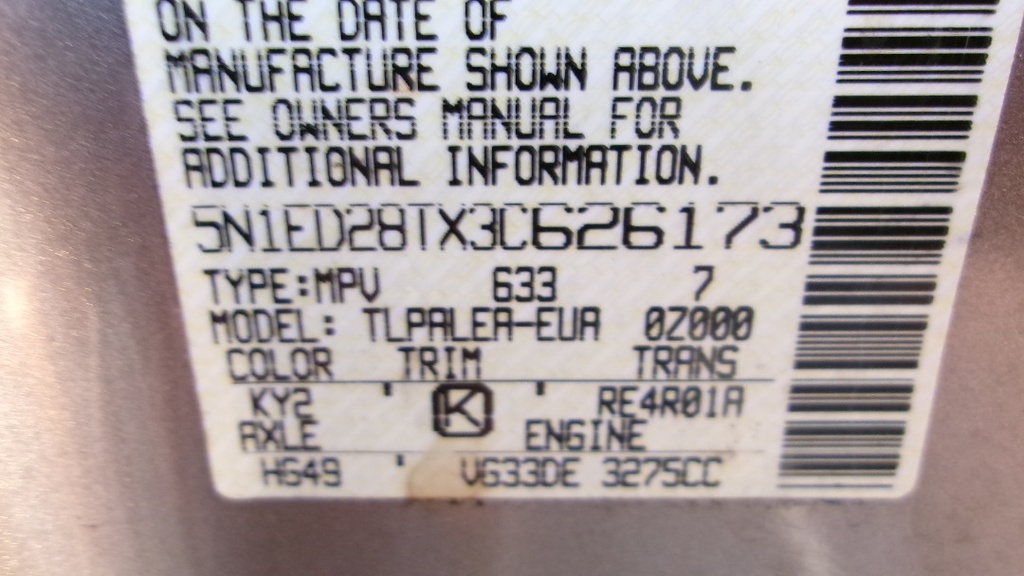 ON THE DATE OF
MANUFACTURE SHOWN ABOVE.
SEE OWNERS MANUAL FOR
ADDITIONAL INFORMATION.
5N1ED28TX3C626173
TYPE:MPV 633 7
MODEL: TLPALEA-EUA 0Z000
COLOR TRIM TRANS
KY2 K RE4R01A
AXLE ENGINE
HG49 VG33DE 3275CC